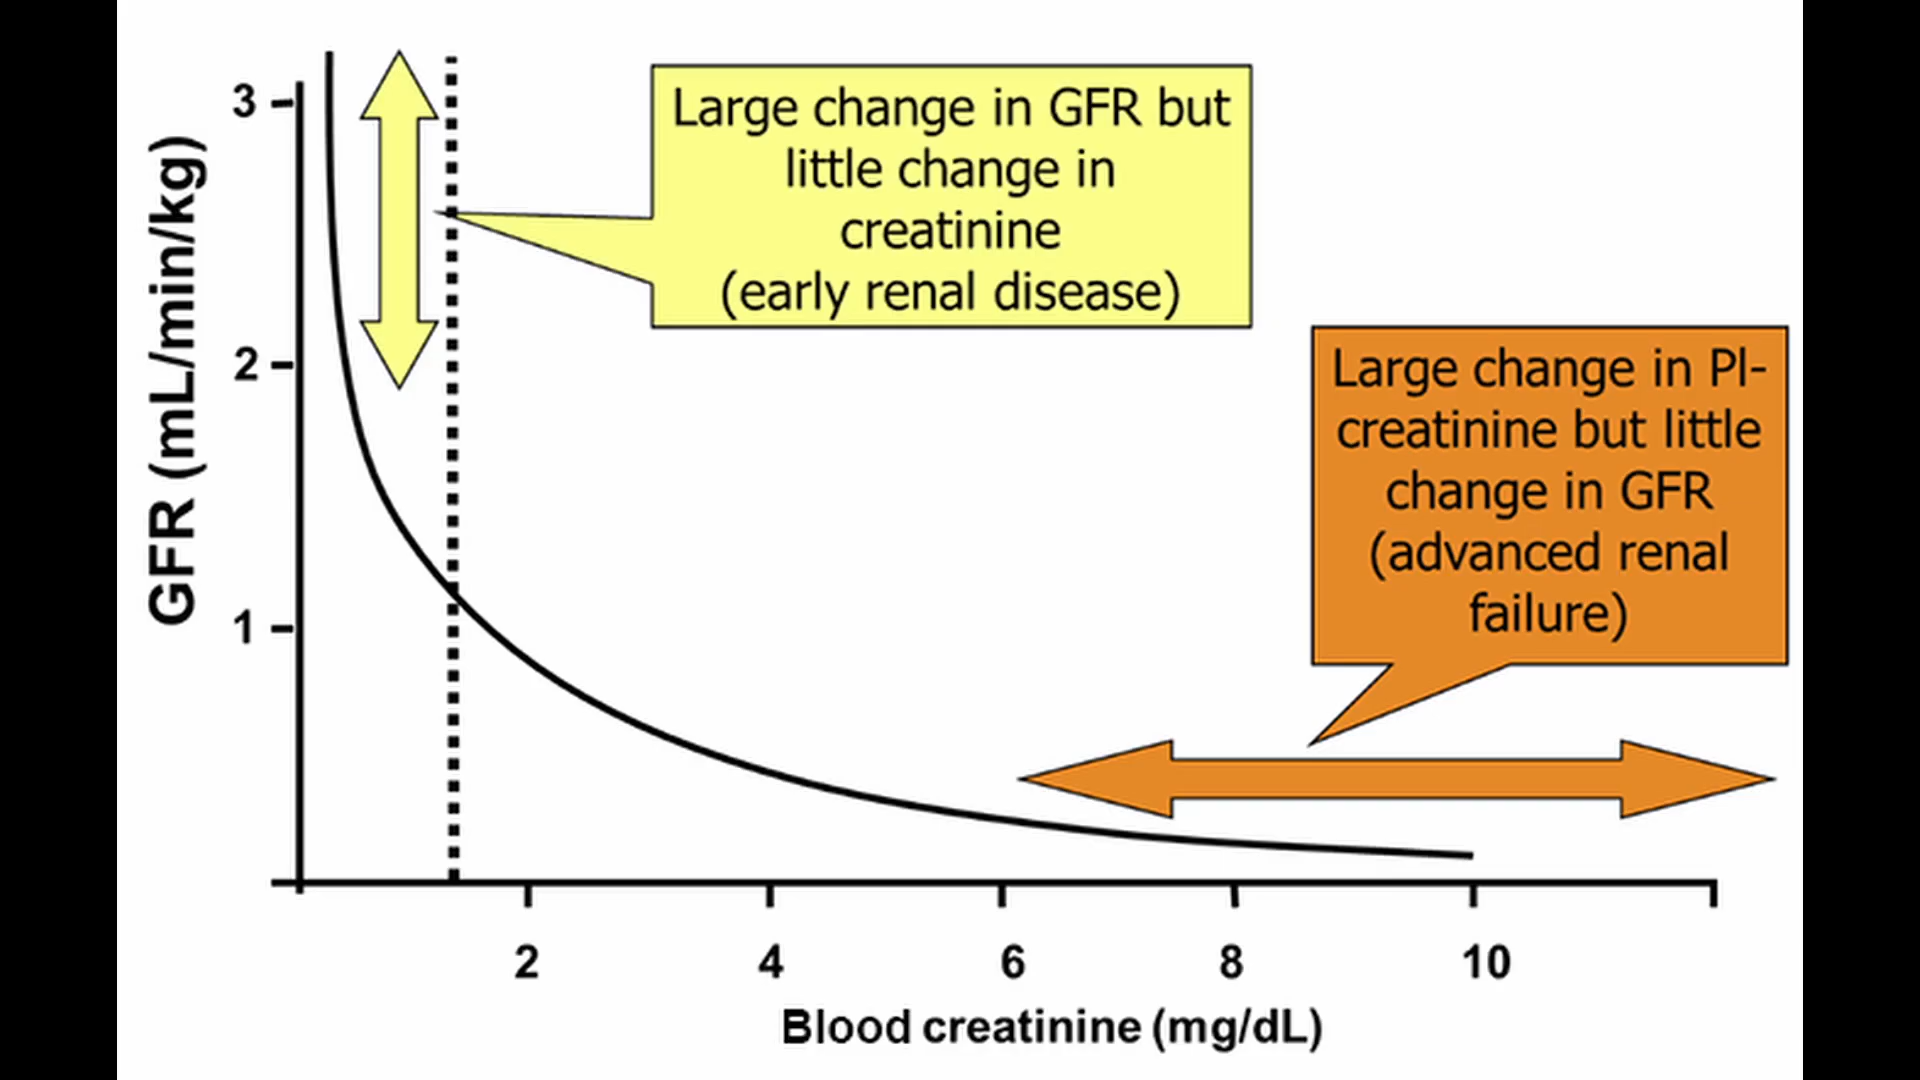 3
2
1
GFR (mL/min/kg)
Large change in GFR but
little change in
creatinine
(early renal disease)
Large change in Pl-
creatinine but little
change in GFR
(advanced renal
failure)
2 4 6 8 10
Blood creatinine (mg/dL)